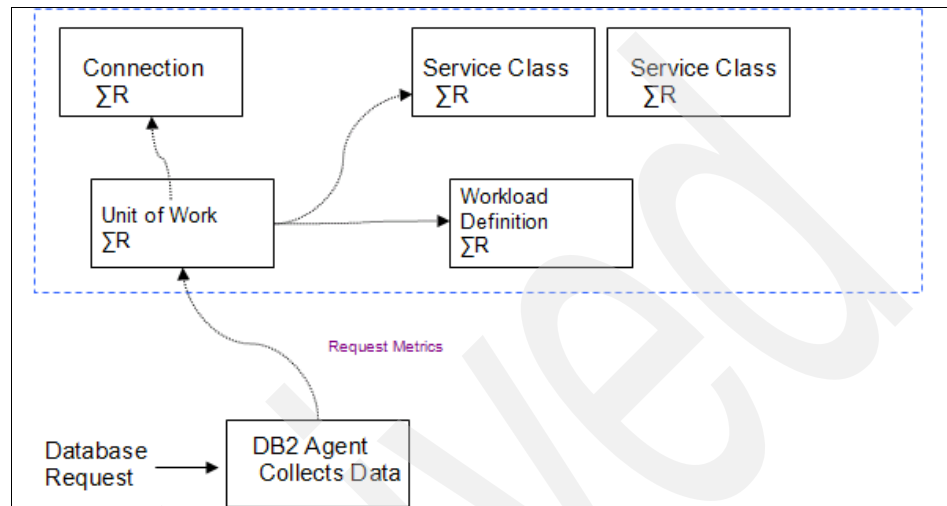 Connection
∑R
Service Class
∑R
Service Class
∑R
Unit of Work
∑R
Workload
Definition
∑R
Request Metrics
Database
Request
DB2 Agent
Collects Data